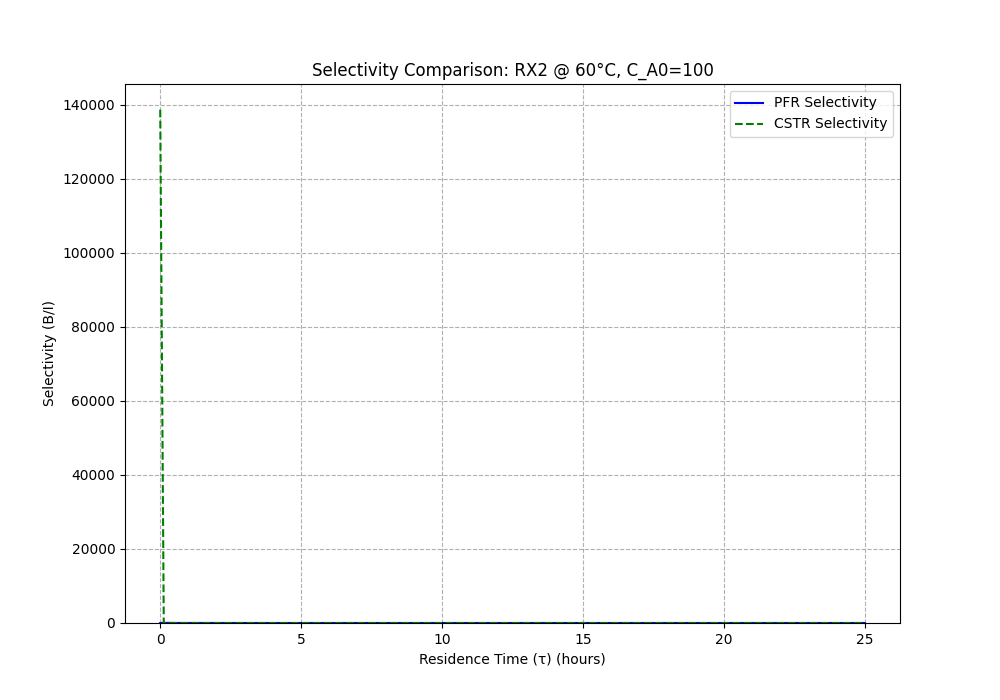 Selectivity Comparison: RX2 @ 60°C, C_A0=100
PFR Selectivity
CSTR Selectivity
140000
120000
100000
80000
60000
40000
20000
0
Selectivity (B/I)
0 5 10 15 20 25
Residence Time (τ) (hours)